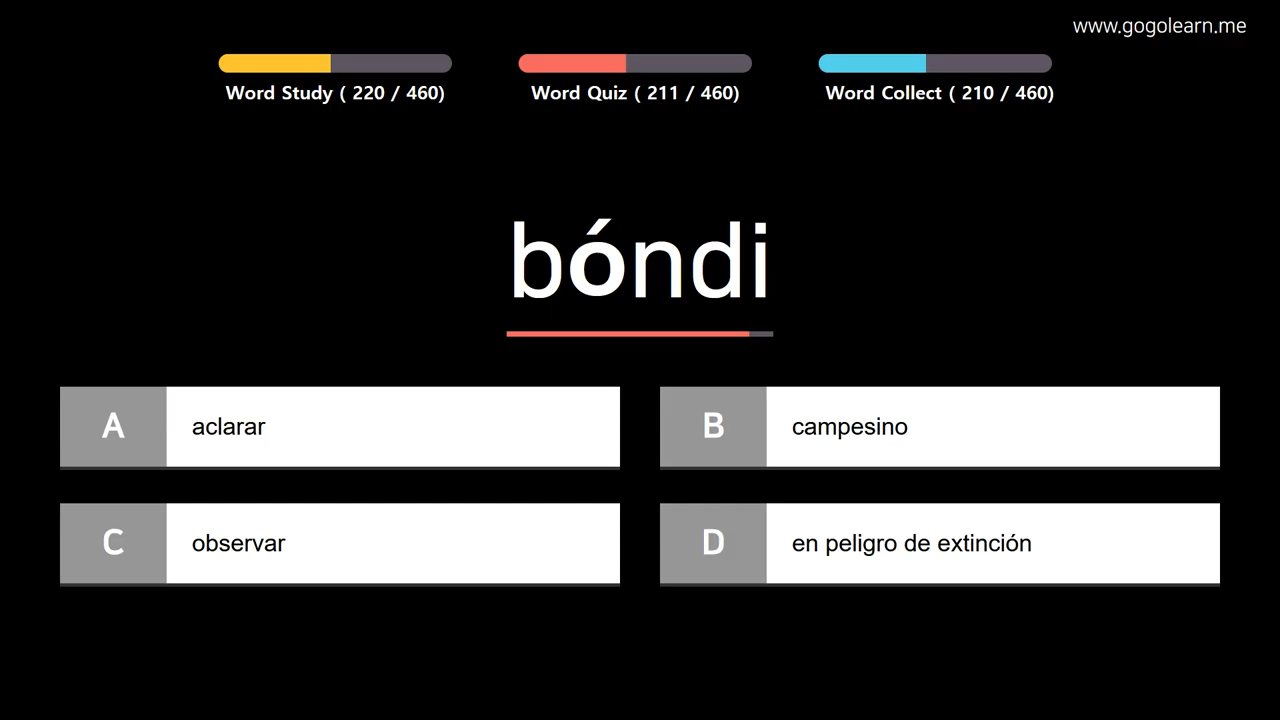 www.gogolearn.me
Word Study ( 220 / 460)
Word Quiz ( 211 / 460)
Word Collect ( 210 / 460)
bóndi
A aclarar
B campesino
C observar
D en peligro de extinción